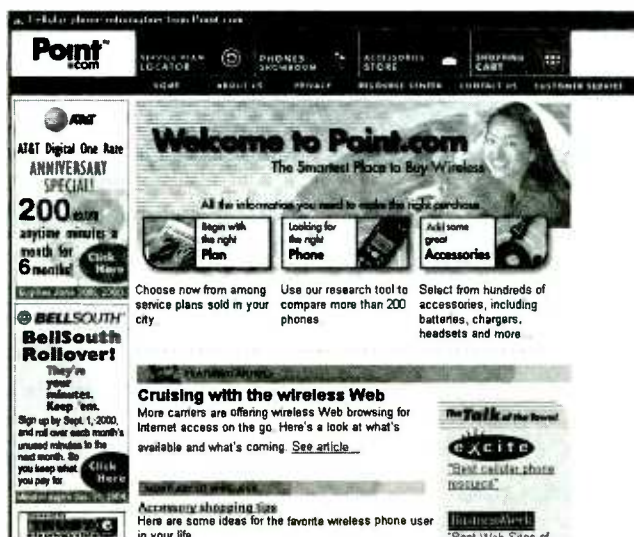 Cellular phone information from Point.com
Point.com
SERVICE PLAN LOCATOR
PHONES SHOWROOM
ACCESSORIES STORE
SHOPPING CART
HOME ABOUT US PRIVACY RESOURCE CENTER CONTACT US CUSTOMER SERVICE
AT&T
AT&T Digital One Rate
ANNIVERSARY
SPECIAL!
200 extra
anytime minutes a
month for
6 months!
Click Here
BELLSOUTH
BellSouth
Rollover!
They're
your
minutes.
Keep 'em.
Sign up by Sept. 1, 2000,
and roll over each month's
unused minutes to the
next month. So
you keep what
you pay for
Click Here
TRUSTe
Welcome to Point.com
The Smartest Place to Buy Wireless
All the information you need to make the right purchase
Begin with
the right
Plan
Looking for
the right
Phone
Add some
great
Accessories
Choose now from among
service plans sold in your
city
Use our research tool to
compare more than 200
phones
Select from hundreds of
accessories, including
batteries, chargers,
headsets and more
Cruising with the wireless Web
More carriers are offering wireless Web browsing for
Internet access on the go. Here's a look at what's
available and what's coming. See article...
Accessory shopping tips
Here are some ideas for the favorite wireless phone user
in your life
The Talk of the Town!
excite
"Best cellular phone
resource"
BusinessWeek
"Best Web Sites of